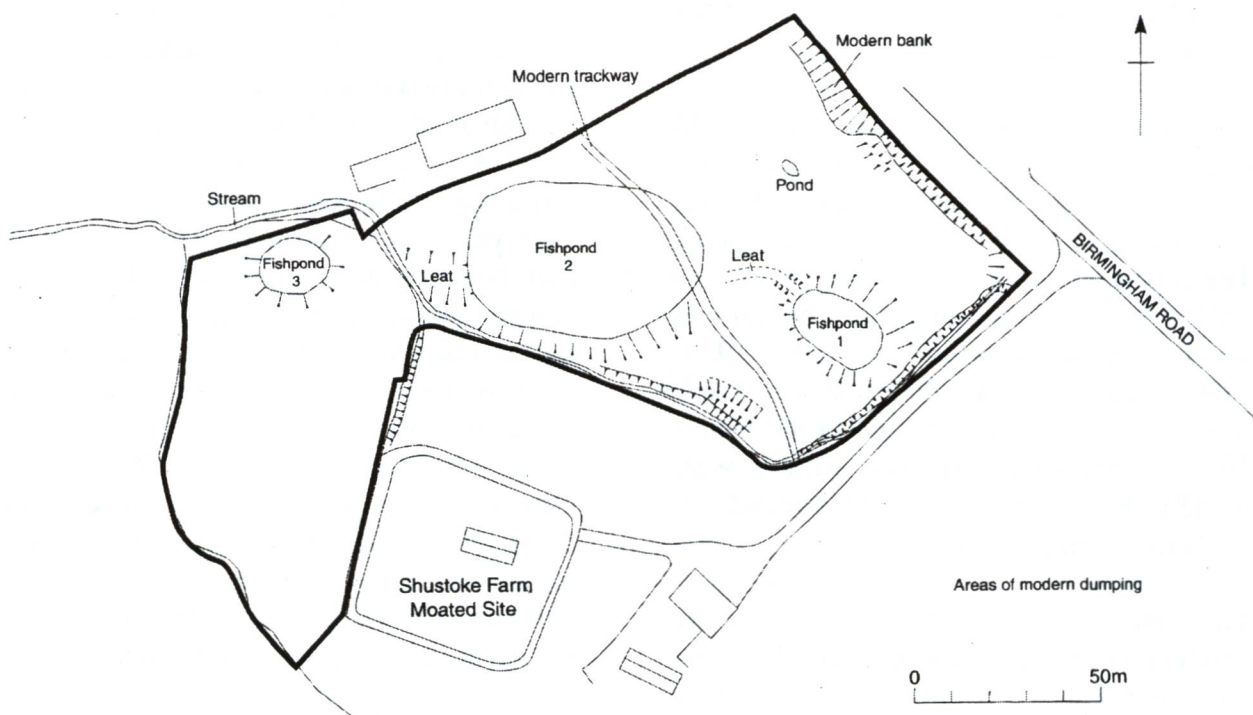 Modern bank
Modern trackway
Pond
Stream
Fishpond
3
Leat
Fishpond
2
Leat
Fishpond
1
BIRMINGHAM ROAD
Shustoke Farm
Moated Site
Areas of modern dumping
0
50m